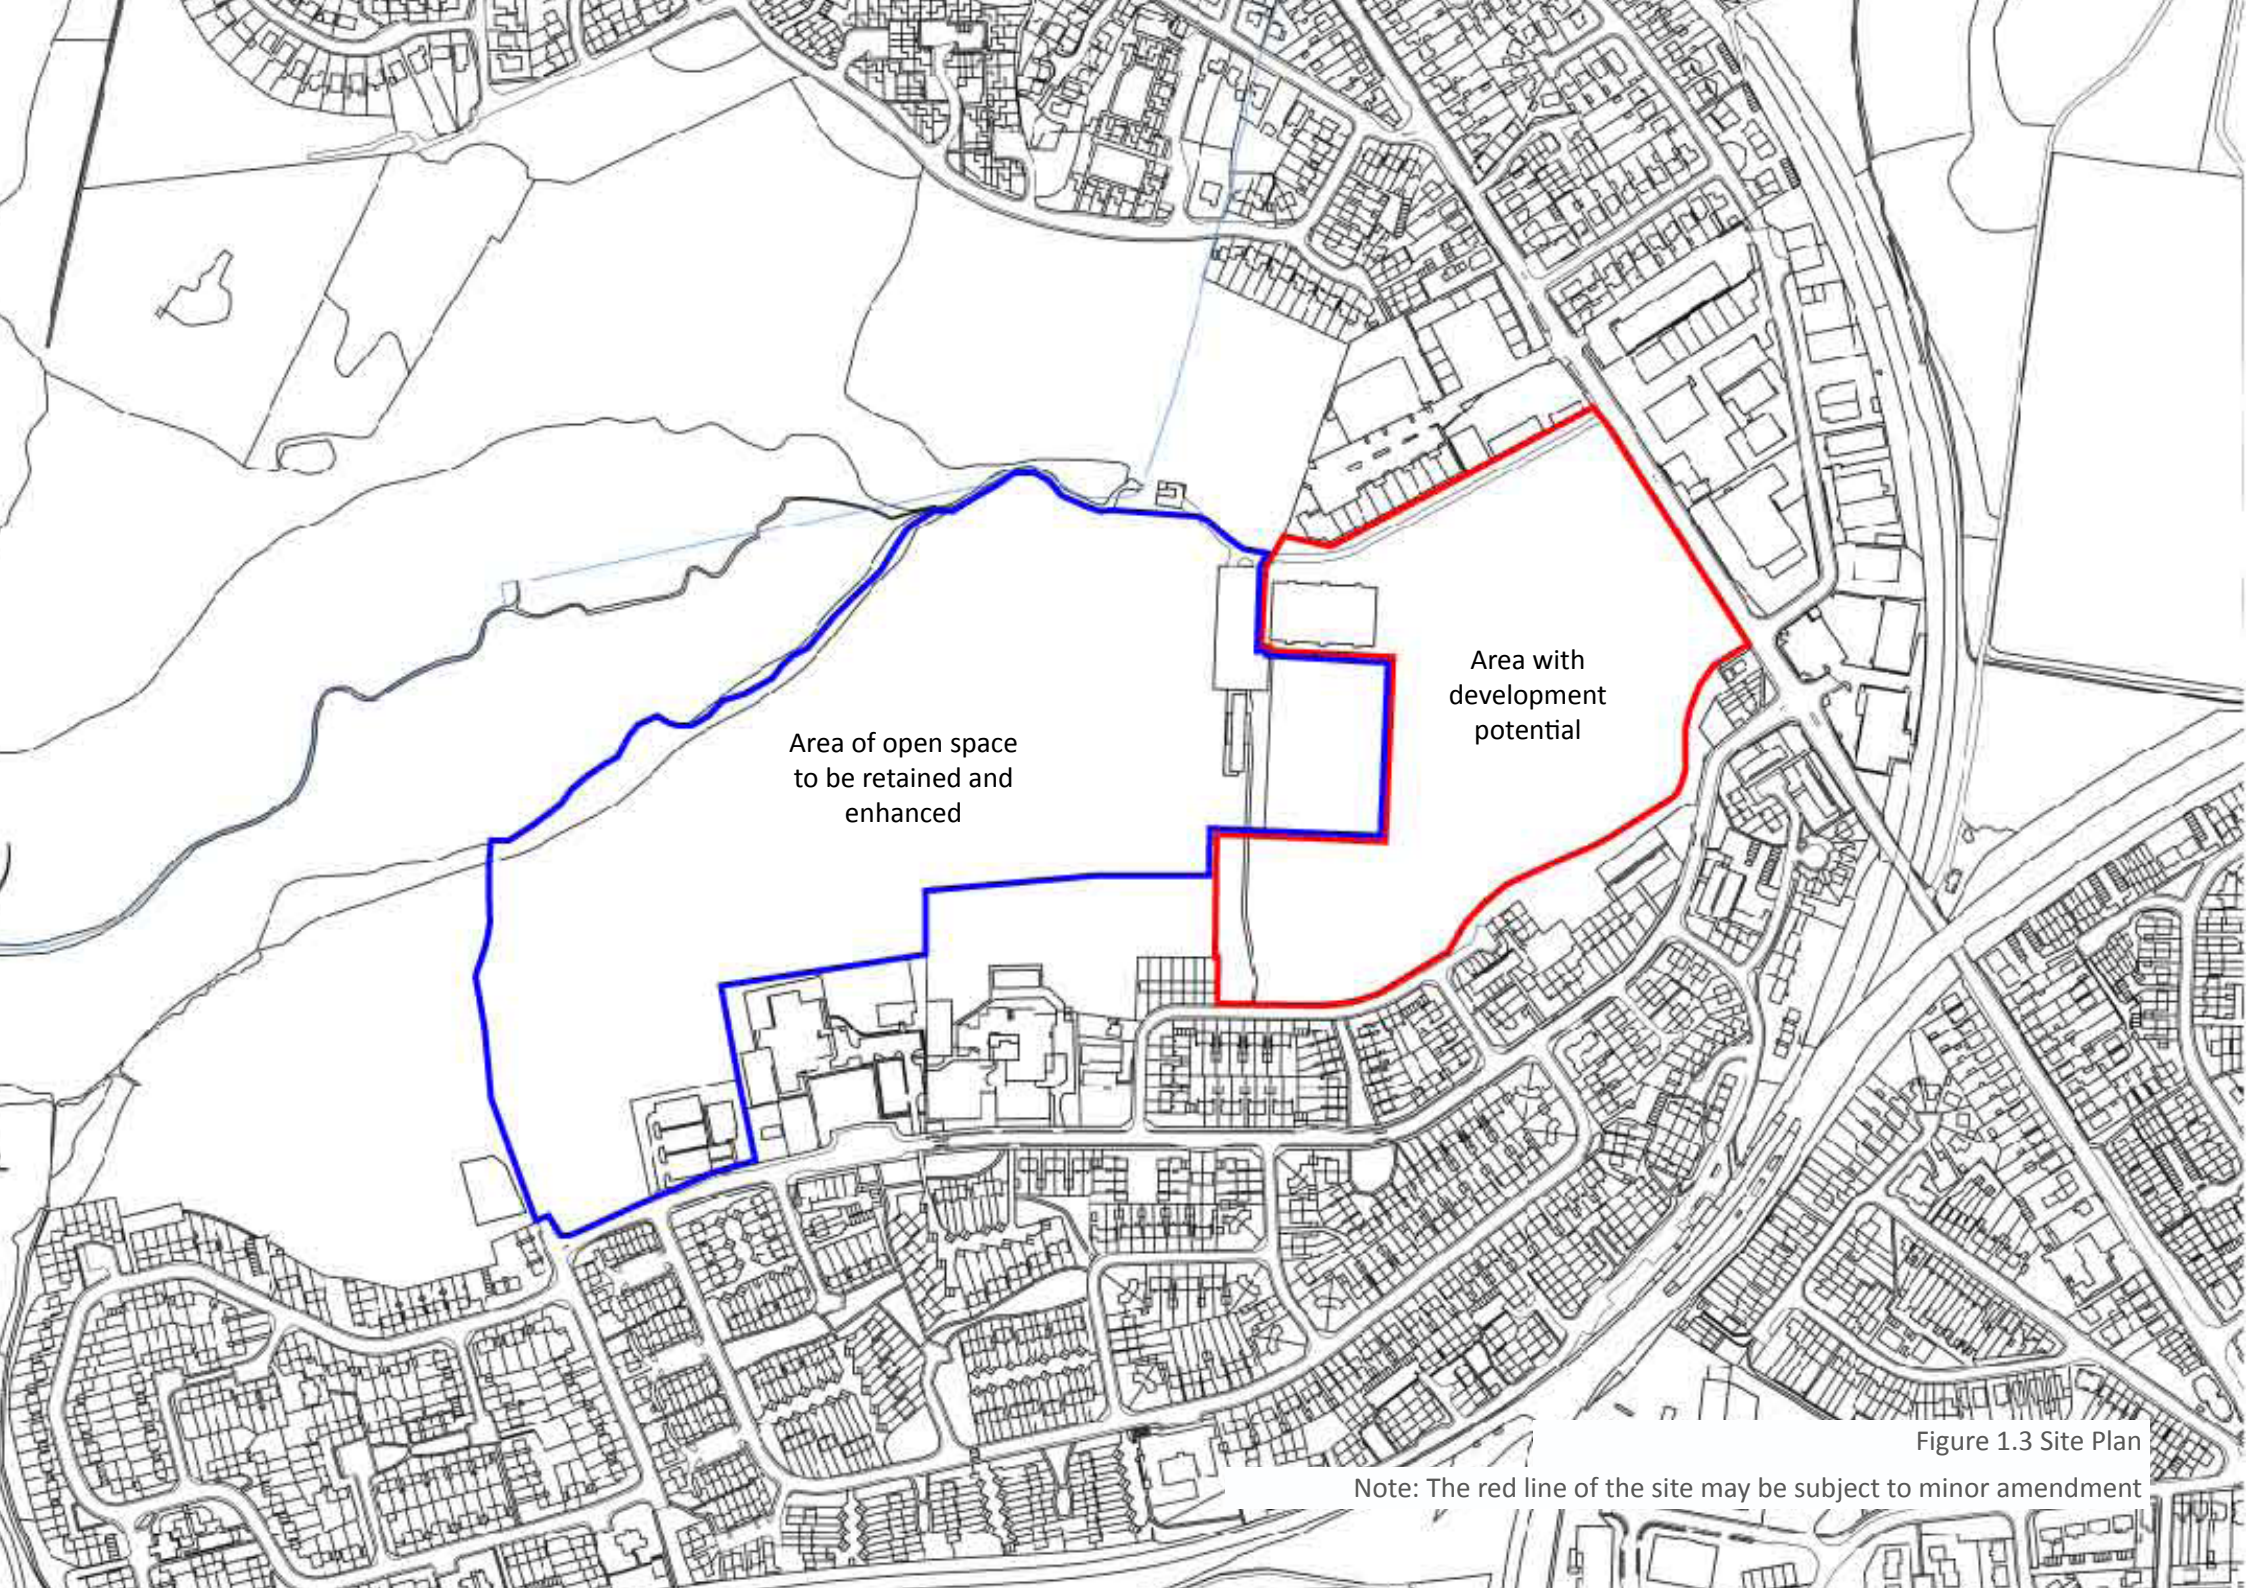 Area with
development
potential
Area of open space
to be retained and
enhanced
Figure 1.3 Site Plan
Note: The red line of the site may be subject to minor amendment